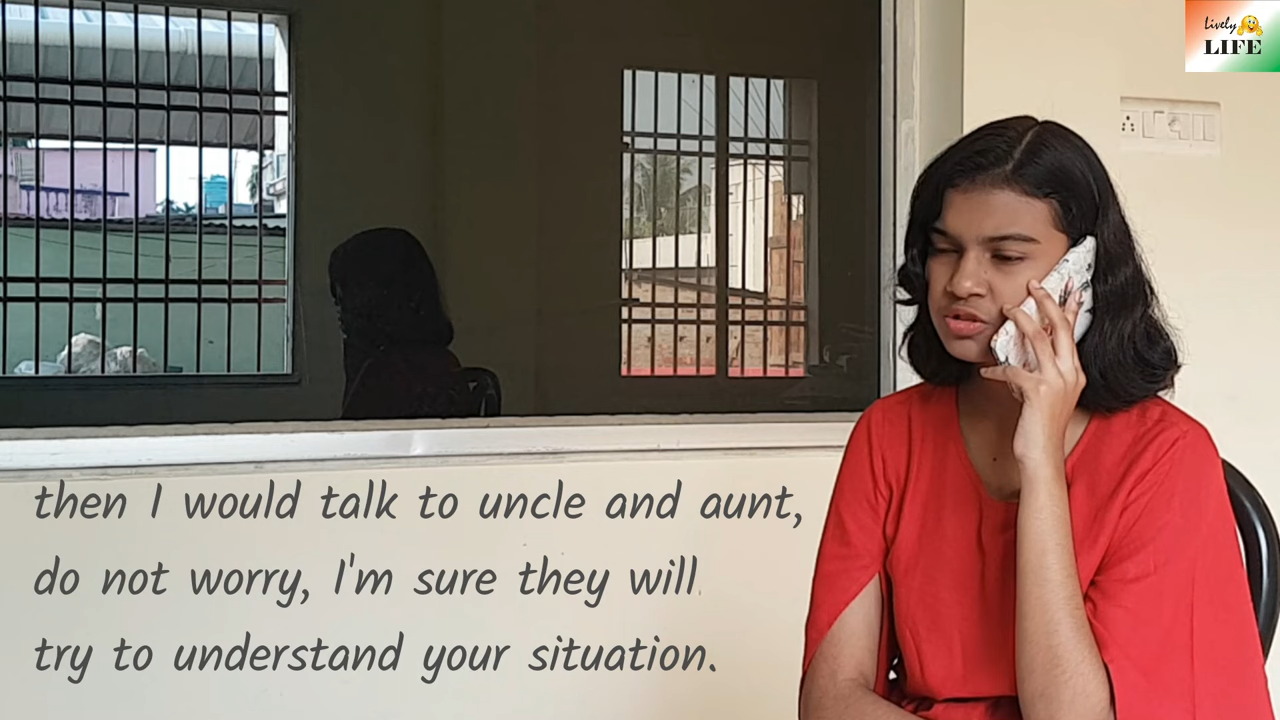 Lively
LIFE
then I would talk to uncle and aunt,
do not worry, I'm sure they will
try to understand your situation.